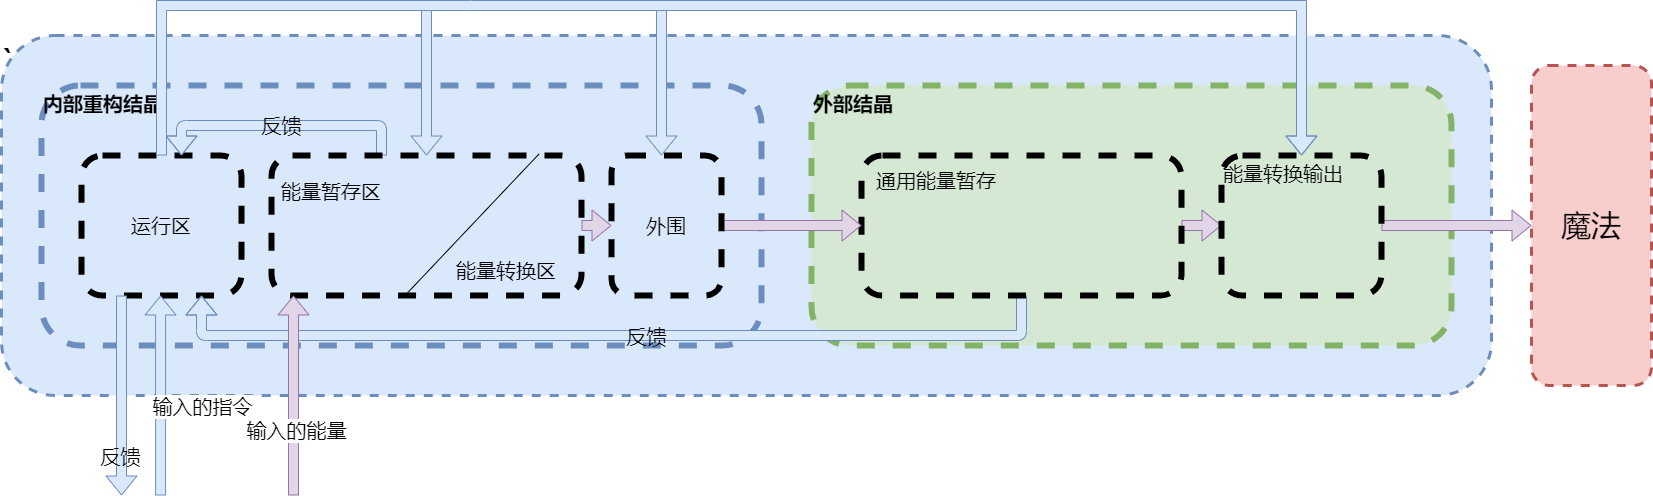 内部重构结晶
外部结晶
反馈
能量暂存区
通用能量暂存
能量转换输出
运行区
外围
魔法
能量转换区
反馈
输入的指令
输入的能量
反馈